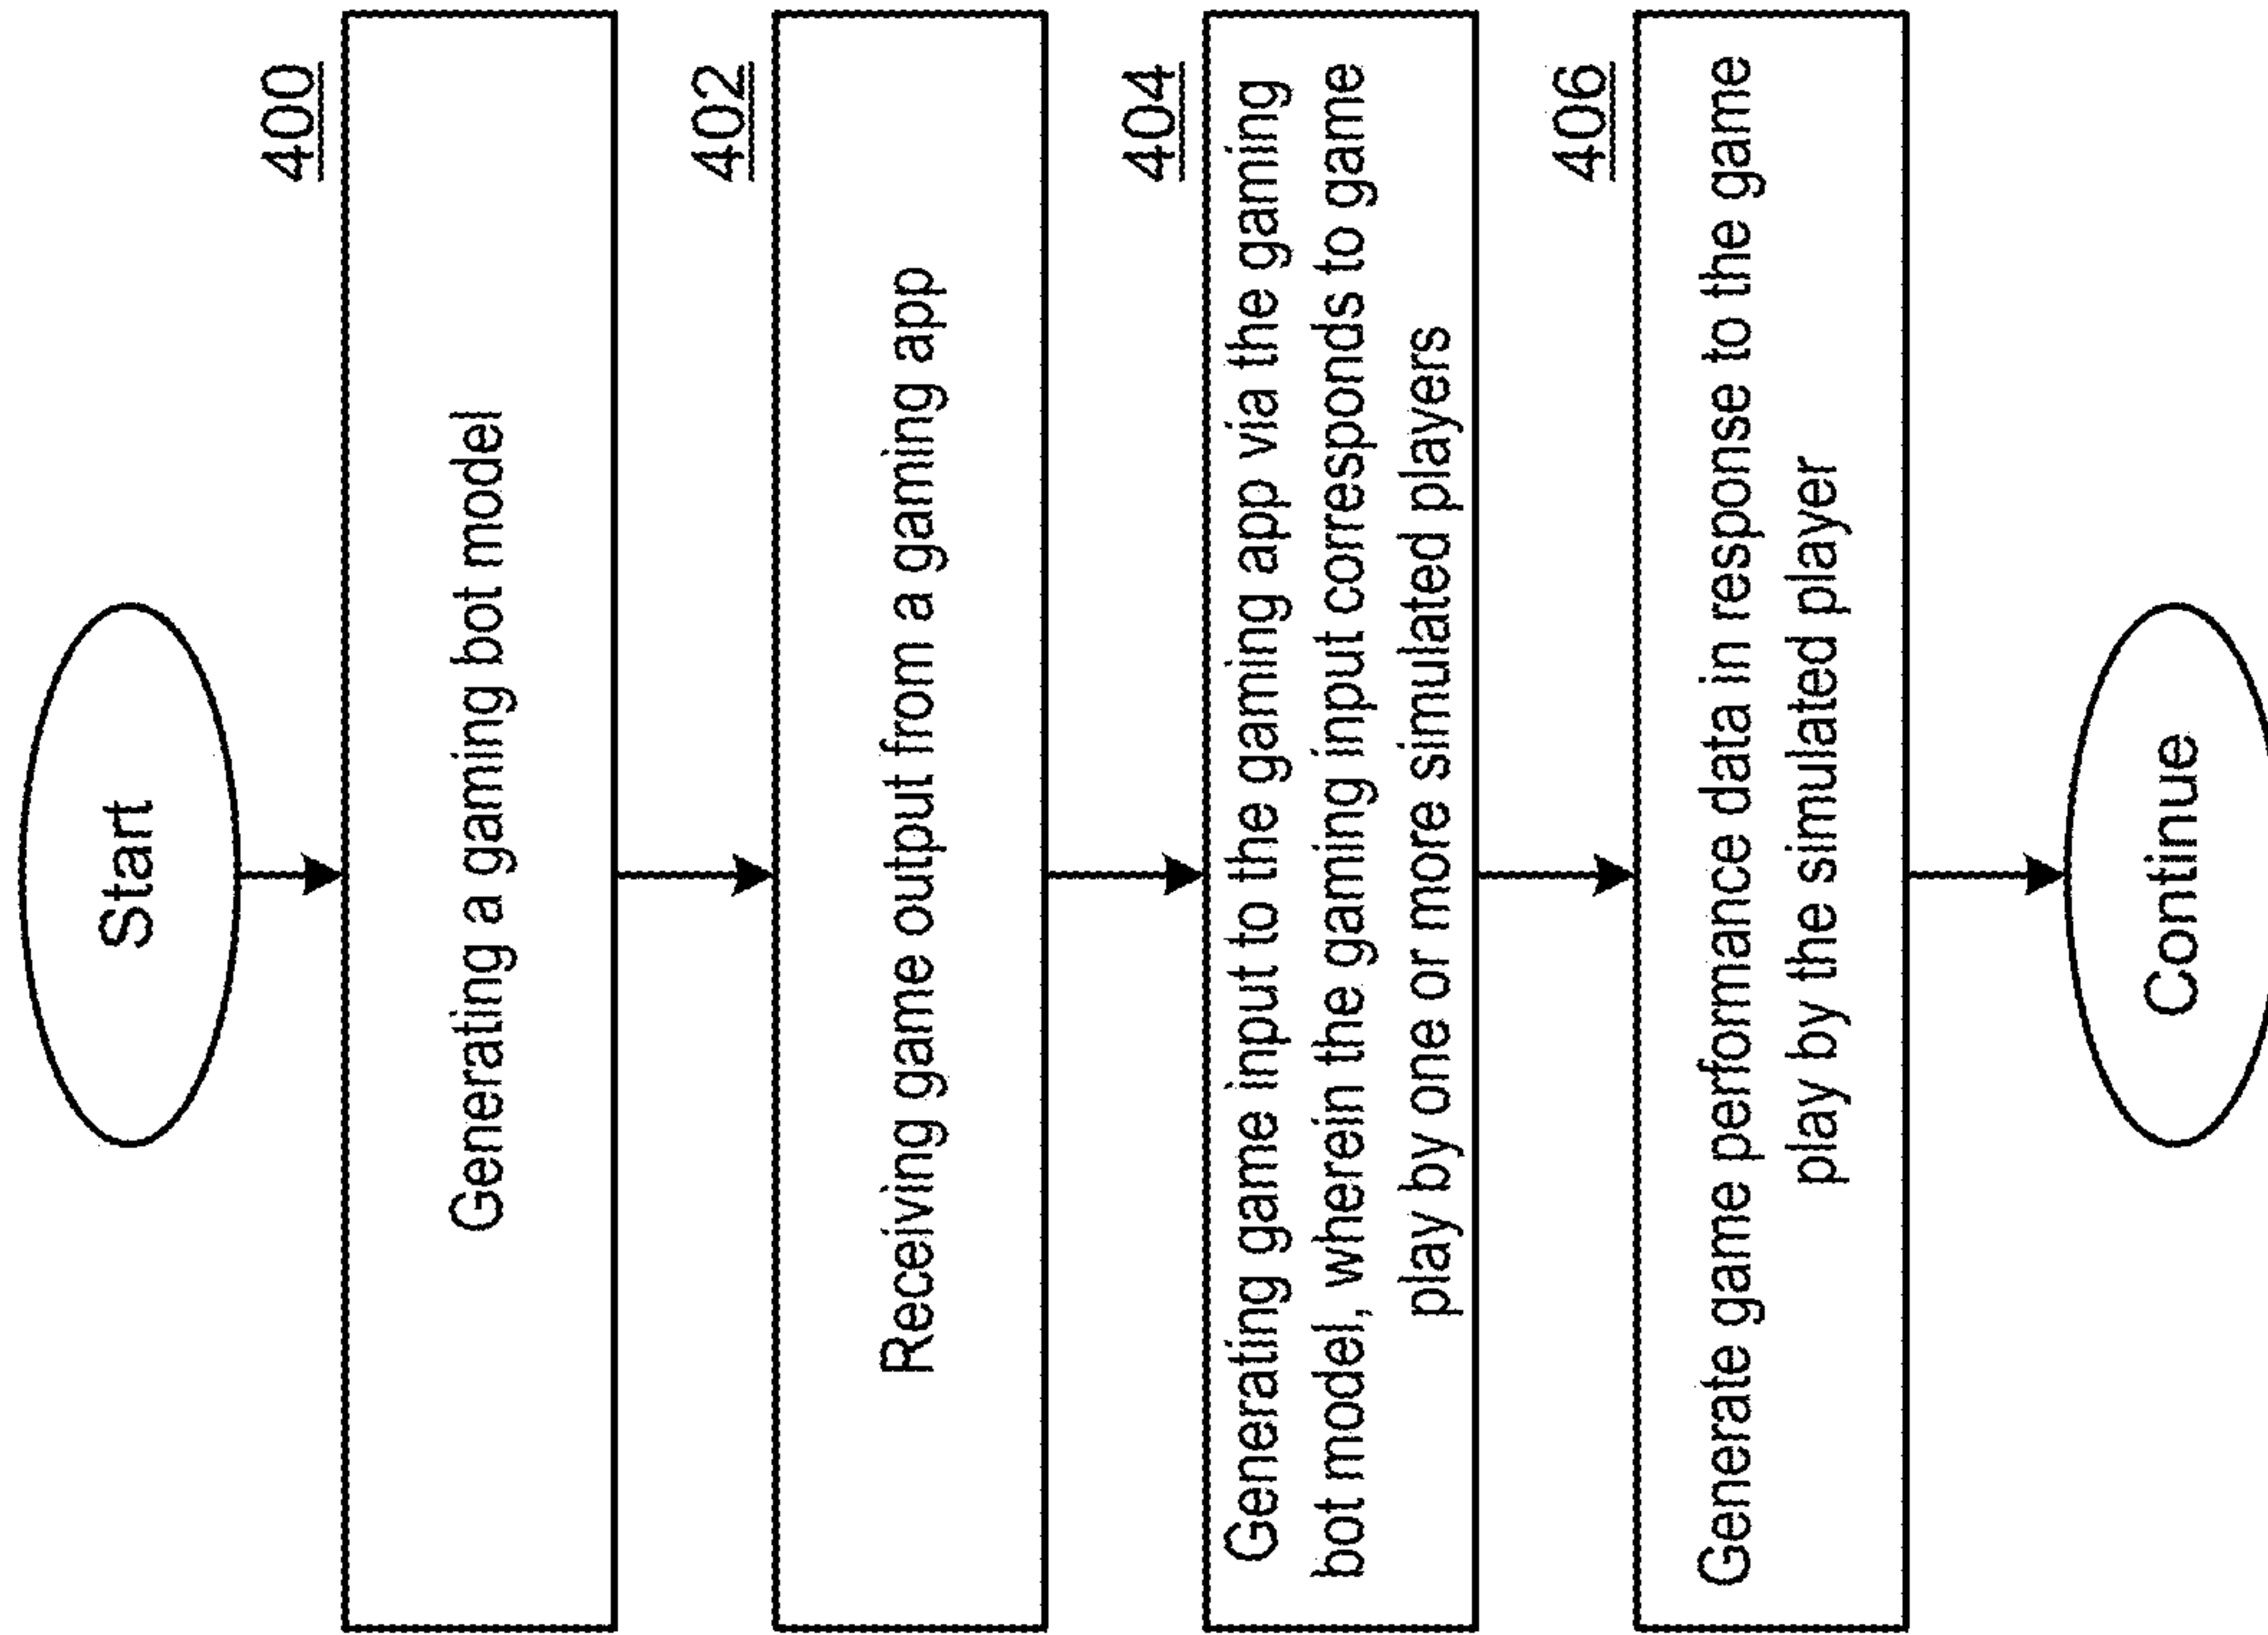 Start
400
Generating a gaming bot model
402
Receiving game output from a gaming app
404
Generating game input to the gaming app via the gaming
bot model, wherein the gaming input corresponds to game
play by one or more simulated players
406
Generate game performance data in response to the game
play by the simulated player
Continue